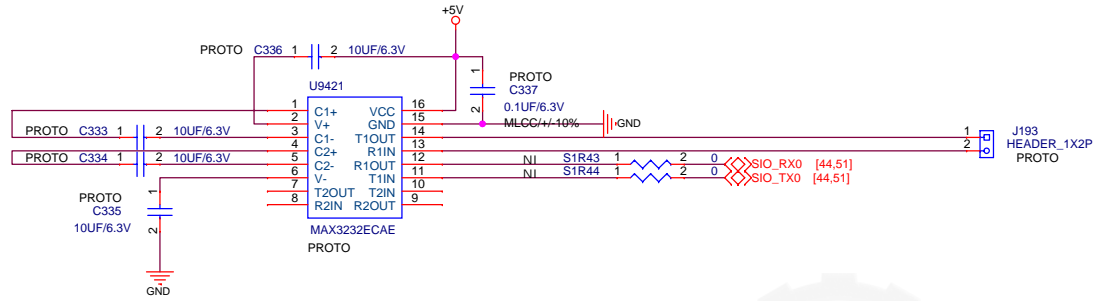 +5V
PROTO C336 1 2 10UF/6.3V
U9421
1 PROTO
C337
2 0.1UF/6.3V
MLCC/+/-10%
GND
1 C1+ VCC 16
2 V+ GND 15
PROTO C333 1 2 10UF/6.3V 3 C1- T1OUT 14
4 C2+ R1IN 13
PROTO C334 1 2 10UF/6.3V 5 C2- R1OUT 12
6 V- T1IN 11
7 T2OUT T2IN 10
8 R2IN R2OUT 9
MAX3232ECAE
PROTO
NI S1R43 1 2 0 SIO_RX0 [44,51]
NI S1R44 1 2 0 SIO_TX0 [44,51]
1 J193
2 HEADER_1X2P
PROTO
PROTO 1
C335
10UF/6.3V 2
GND